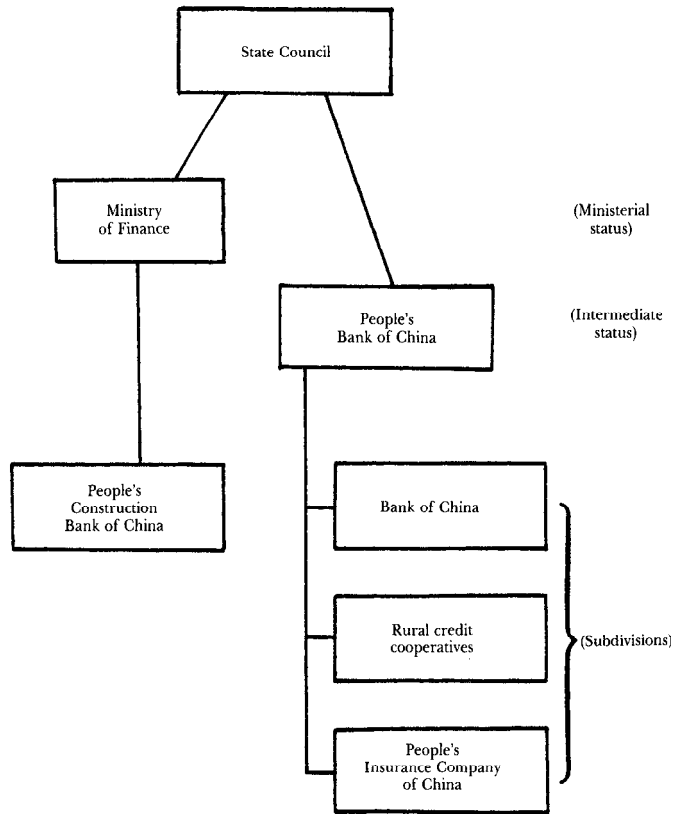 State Council
Ministry
of Finance
(Ministerial
status)
People's
Bank of China
(Intermediate
status)
People's
Construction
Bank of China
Bank of China
Rural credit
cooperatives
(Subdivisions)
People's
Insurance Company
of China